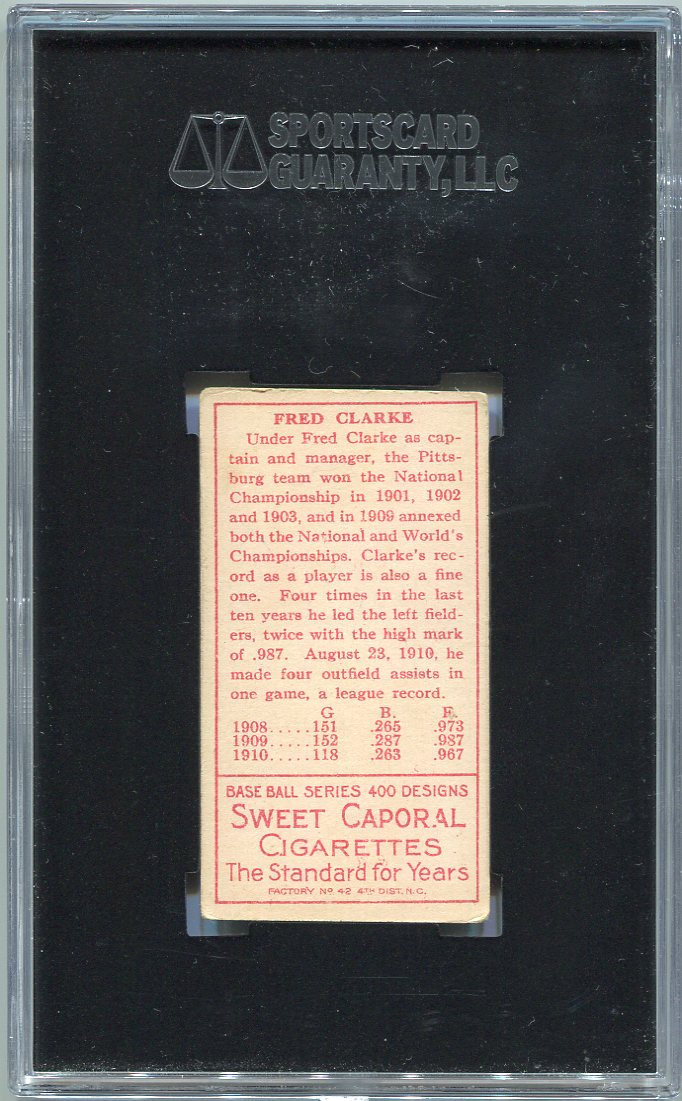 SPORTSCARD
GUARANTY, LLC
FRED CLARKE
Under Fred Clarke as cap-
tain and manager, the Pitts-
burg team won the National
Championship in 1901, 1902
and 1903, and in 1909 annexed
both the National and World's
Championships. Clarke's rec-
ord as a player is also a fine
one. Four times in the last
ten years he led the left field-
ers, twice with the high mark
of .987. August 23, 1910, he
made four outfield assists in
one game, a league record.
G B. F.
1908.....151 .265 .973
1909.....152 .287 .987
1910.....118 .263 .967
BASE BALL SERIES 400 DESIGNS
SWEET CAPORAL
CIGARETTES
The Standard for Years
FACTORY No. 42 4TH DIST. N.C.